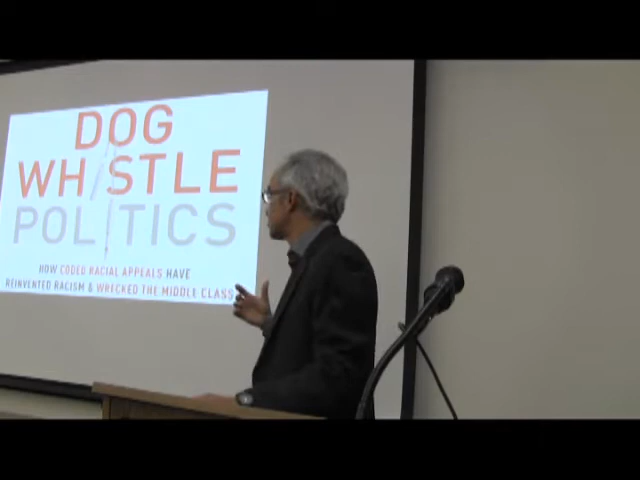 DOG
WHISTLE
POLITICS
HOW CODED RACIAL APPEALS HAVE
REINVENTED RACISM & WRECKED THE MIDDLE CLASS